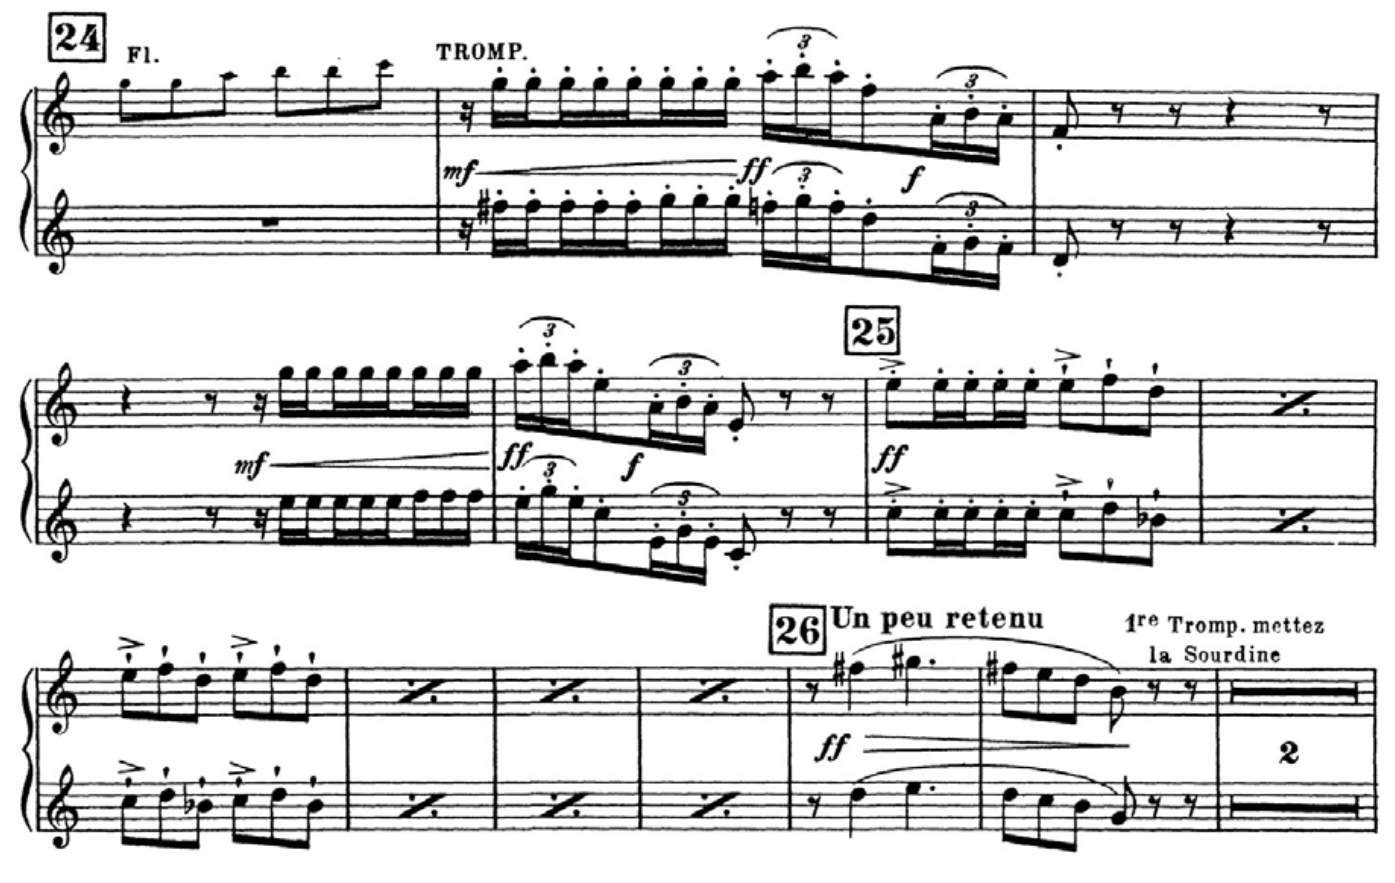 24
Fl.
TROMP.
3
3
mf
ff
f
3
3
25
3
3
mf
ff
f
ff
3
5
26
Un peu retenu
1re Tromp. mettez
la Sourdine
ff
2